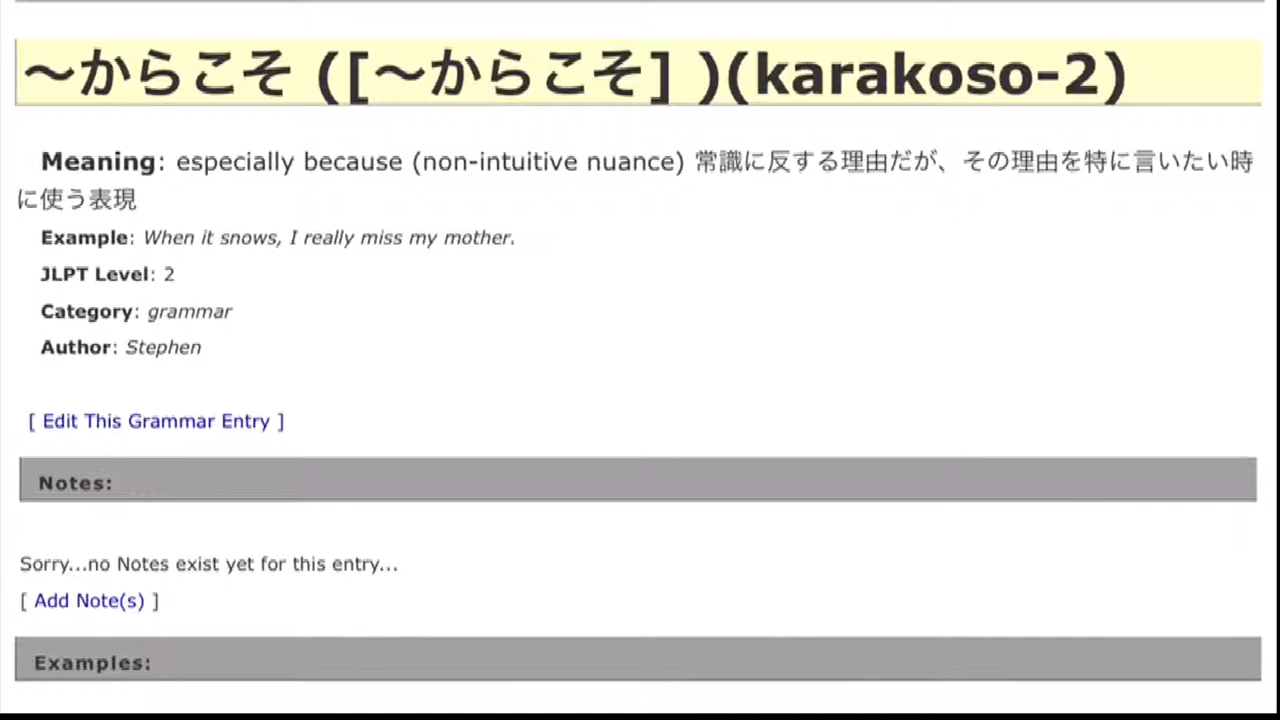 ～からこそ ([～からこそ] )(karakoso-2)
Meaning: especially because (non-intuitive nuance) 常識に反する理由だが、その理由を特に言いたい時
に使う表現
Example: When it snows, I really miss my mother.
JLPT Level: 2
Category: grammar
Author: Stephen
[ Edit This Grammar Entry ]
Notes:
Sorry...no Notes exist yet for this entry...
[ Add Note(s) ]
Examples: